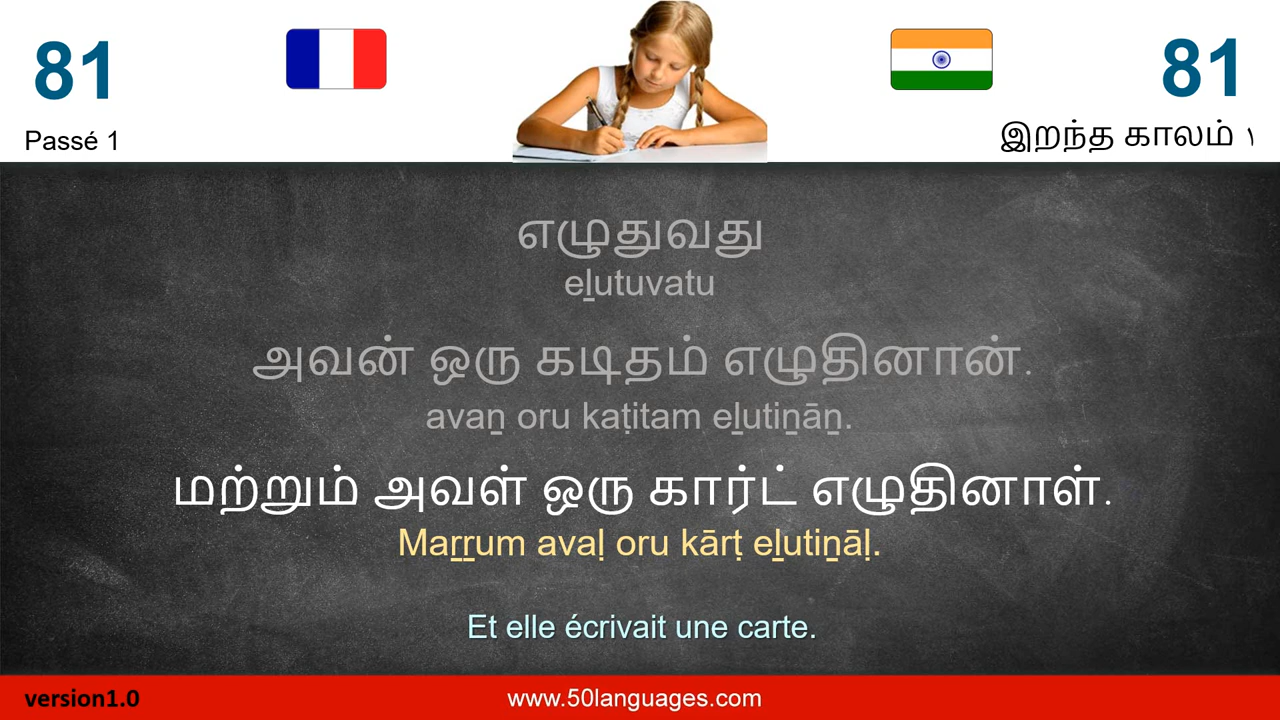 81
81
Passé 1
இறந்த காலம் ۱
எழுதுவது
eḻutuvatu
அவன் ஒரு கடிதம் எழுதினான்.
avaṉ oru kaṭitam eḻutiṉāṉ.
மற்றும் அவள் ஒரு கார்ட் எழுதினாள்.
Maṟṟum avaḷ oru kārṭ eḻutiṉāḷ.
Et elle écrivait une carte.
version1.0
www.50languages.com